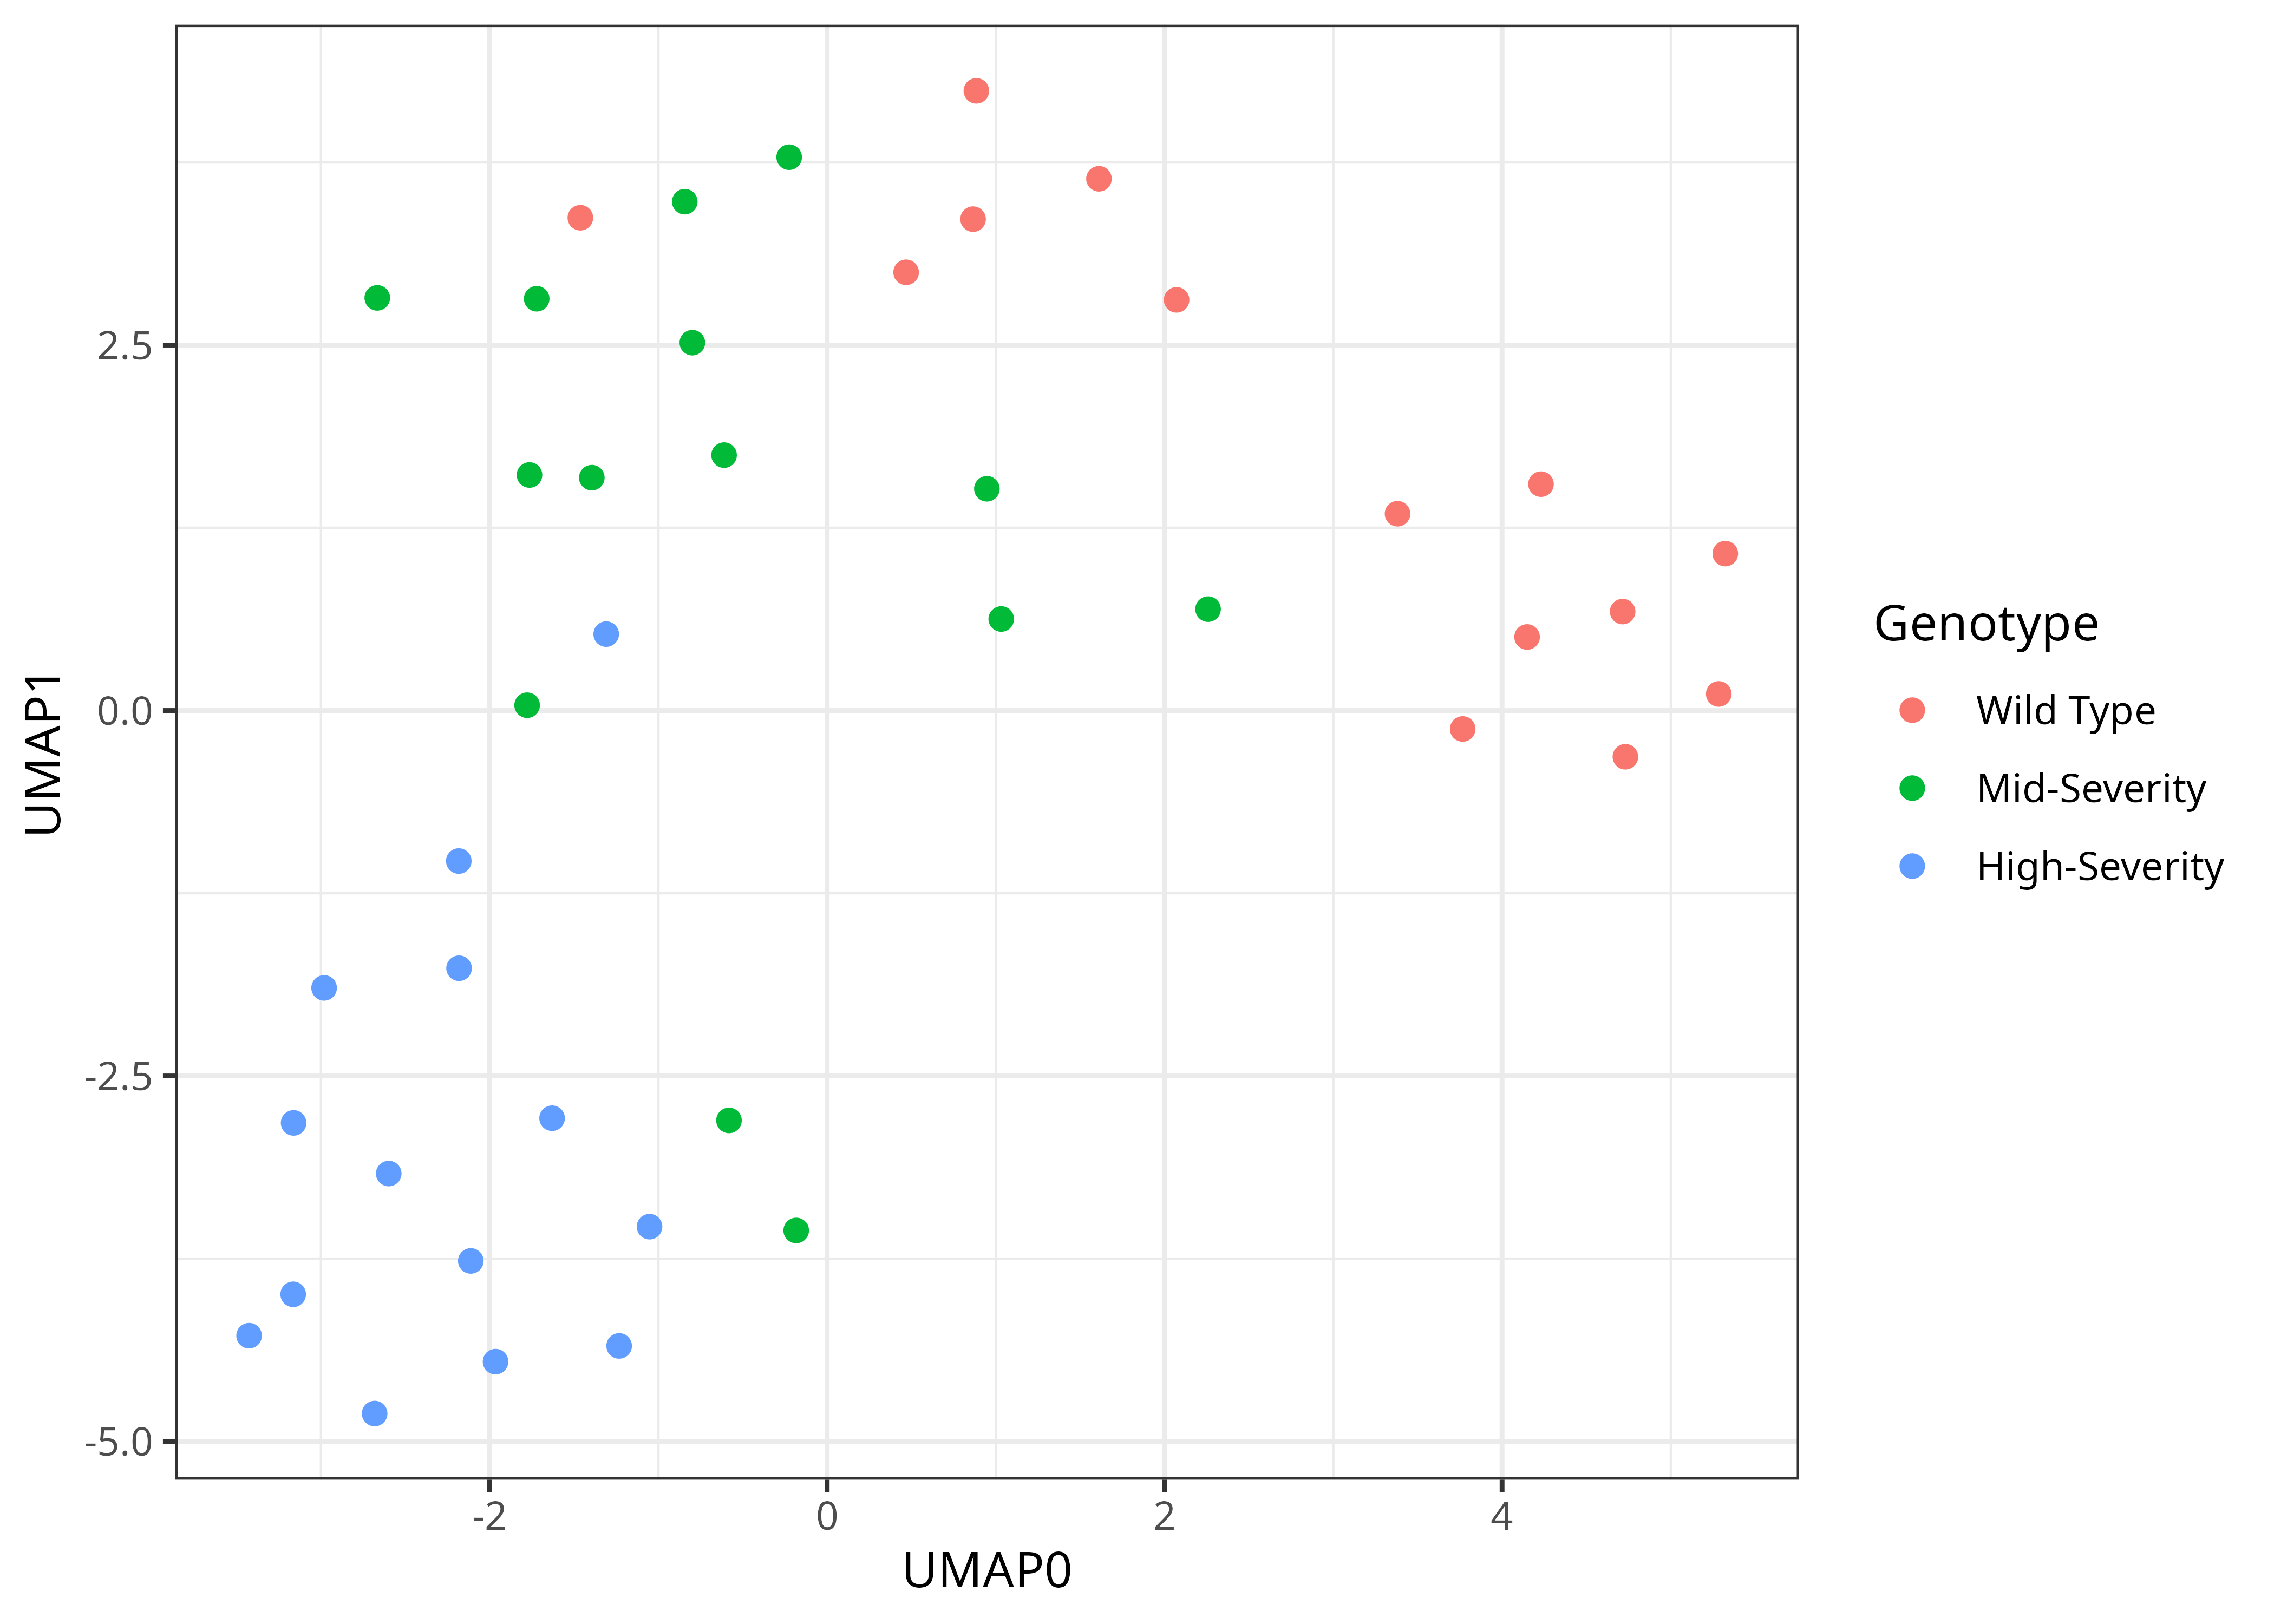 2.5
0.0
-2.5
-5.0
UMAP1
-2
0
2
4
UMAP0
Genotype
Wild Type
Mid-Severity
High-Severity